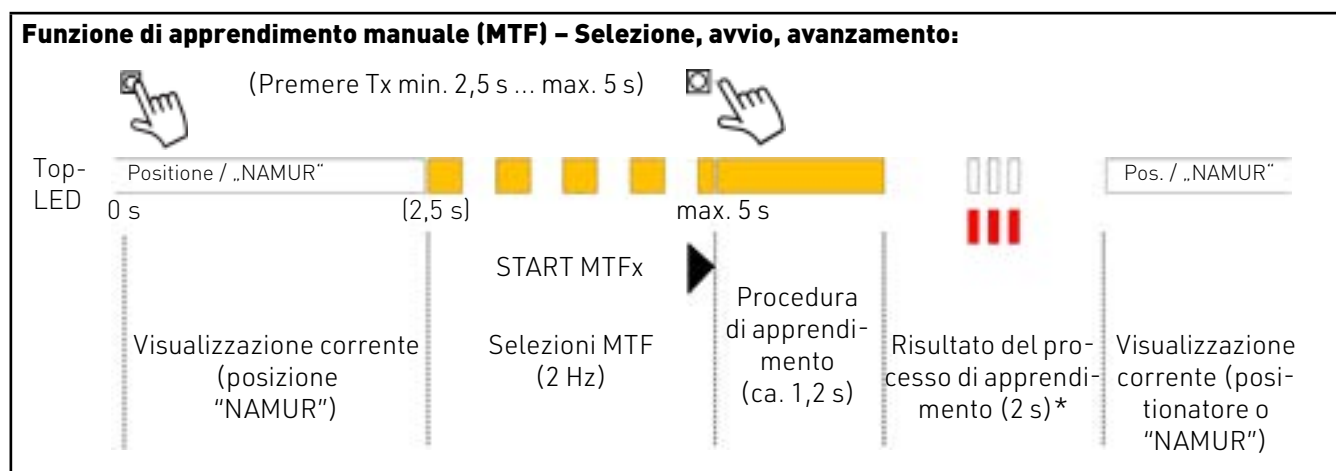 Funzione di apprendimento manuale (MTF) – Selezione, avvio, avanzamento:
(Premere Tx min. 2,5 s ... max. 5 s)
Top-
LED
Positione / „NAMUR“
Pos. / „NAMUR“
0 s
(2,5 s)
max. 5 s
START MTFx
Visualizzazione corrente
(posizione
“NAMUR”)
Selezioni MTF
(2 Hz)
Procedura
di apprendi-
mento
(ca. 1,2 s)
Risultato del pro-
cesso di apprendi-
mento (2 s)*
Visualizzazione
corrente (posi-
tionatore o
“NAMUR”)